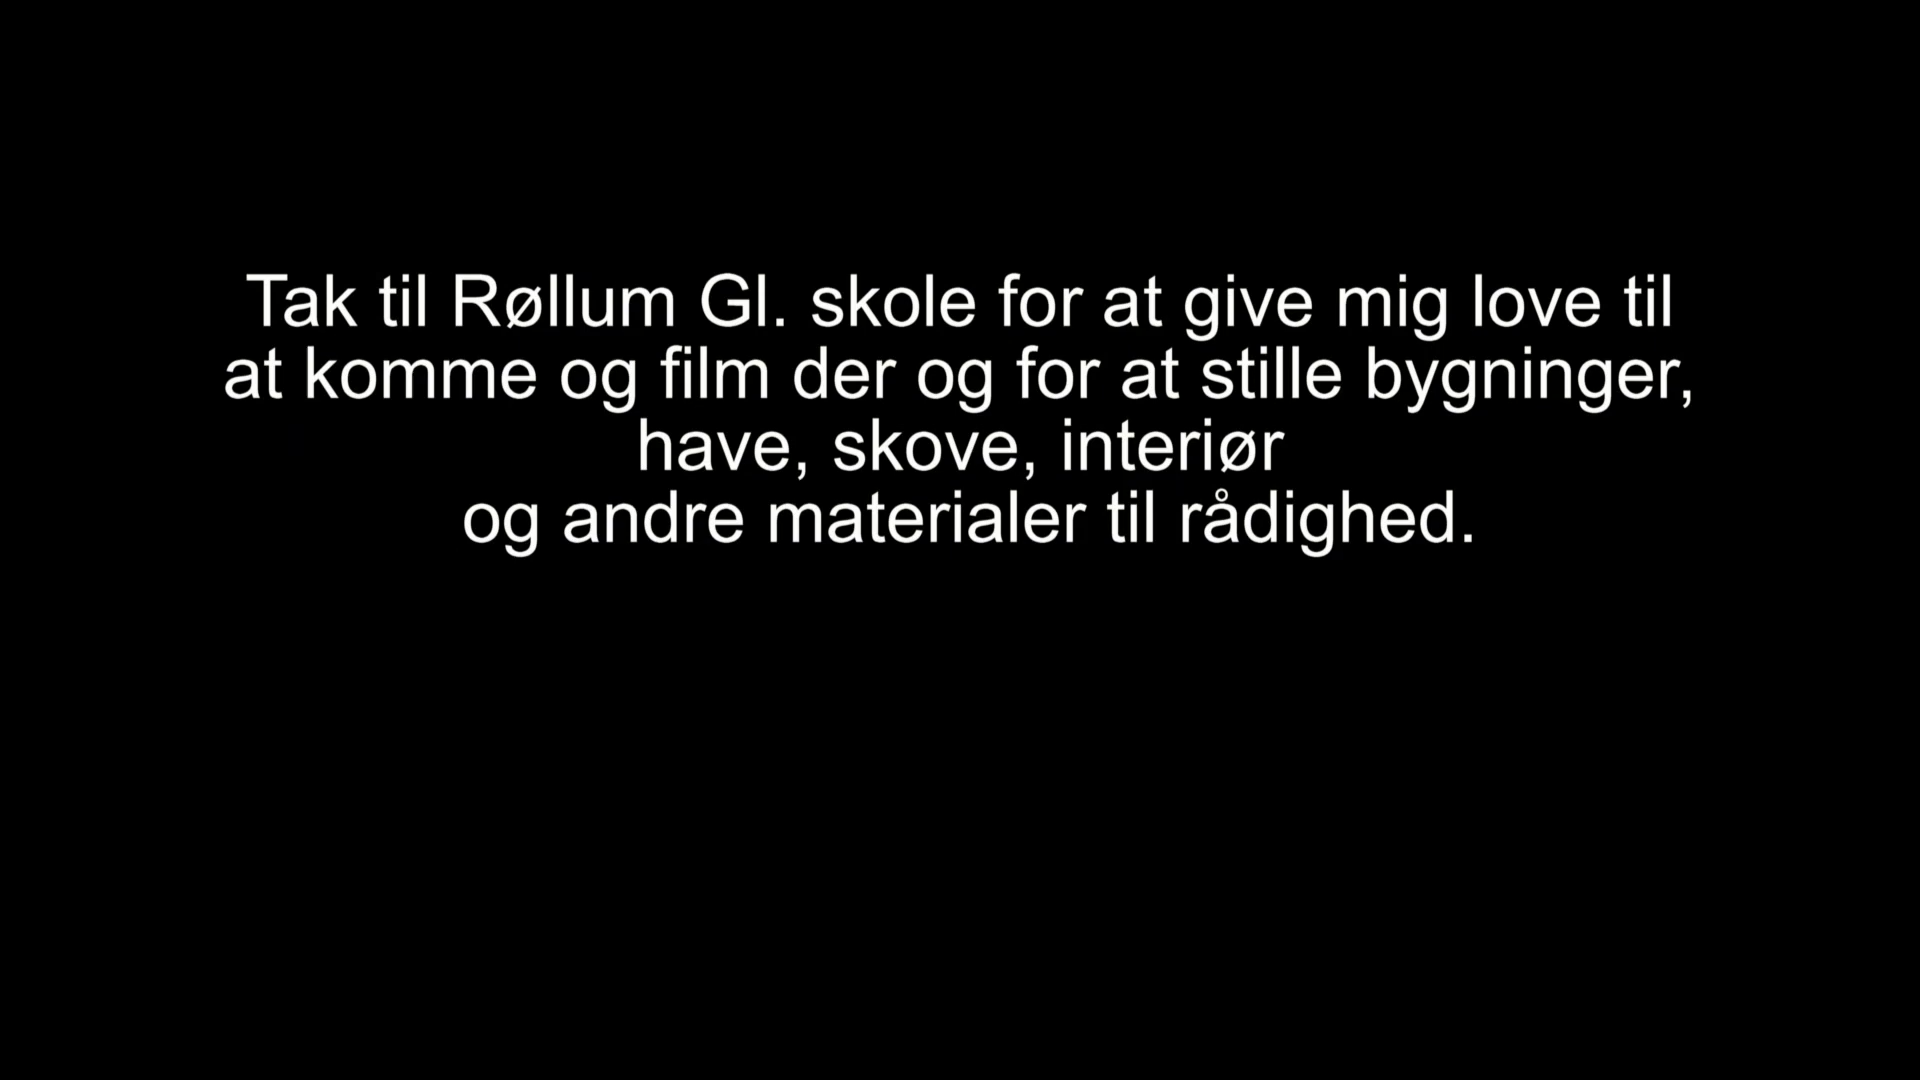 Tak til Røllum Gl. skole for at give mig love til
at komme og film der og for at stille bygninger,
have, skove, interiør
og andre materialer til rådighed.